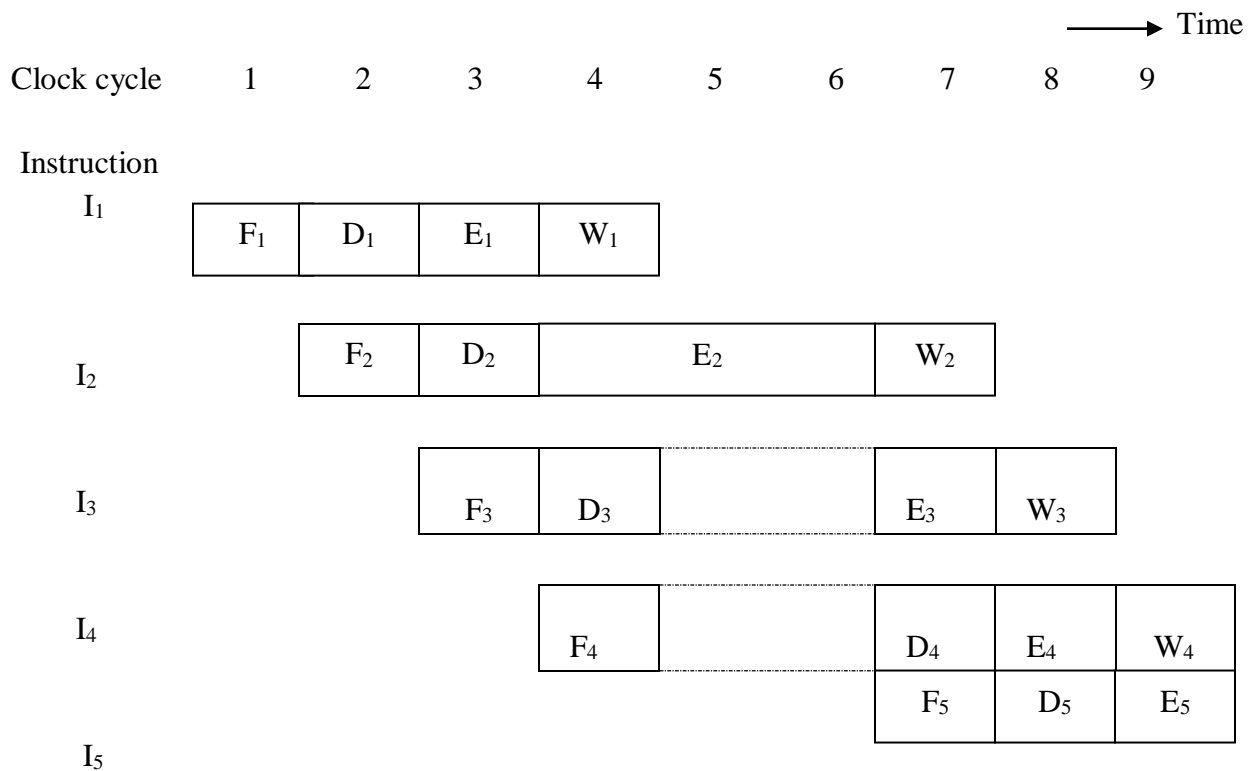 Time
Clock cycle 1 2 3 4 5 6 7 8 9
Instruction
I₁
F₁ D₁ E₁ W₁
F₂ D₂ E₂ W₂
I₂
I₃
F₃ D₃ E₃ W₃
I₄
F₄ D₄ E₄ W₄
F₅ D₅ E₅
I₅